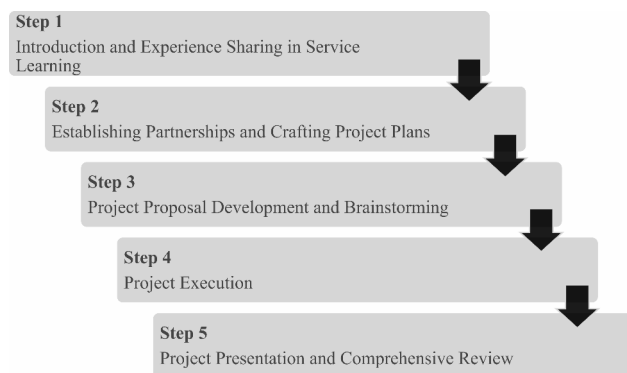 Step 1
Introduction and Experience Sharing in Service
Learning
Step 2
Establishing Partnerships and Crafting Project Plans
Step 3
Project Proposal Development and Brainstorming
Step 4
Project Execution
Step 5
Project Presentation and Comprehensive Review